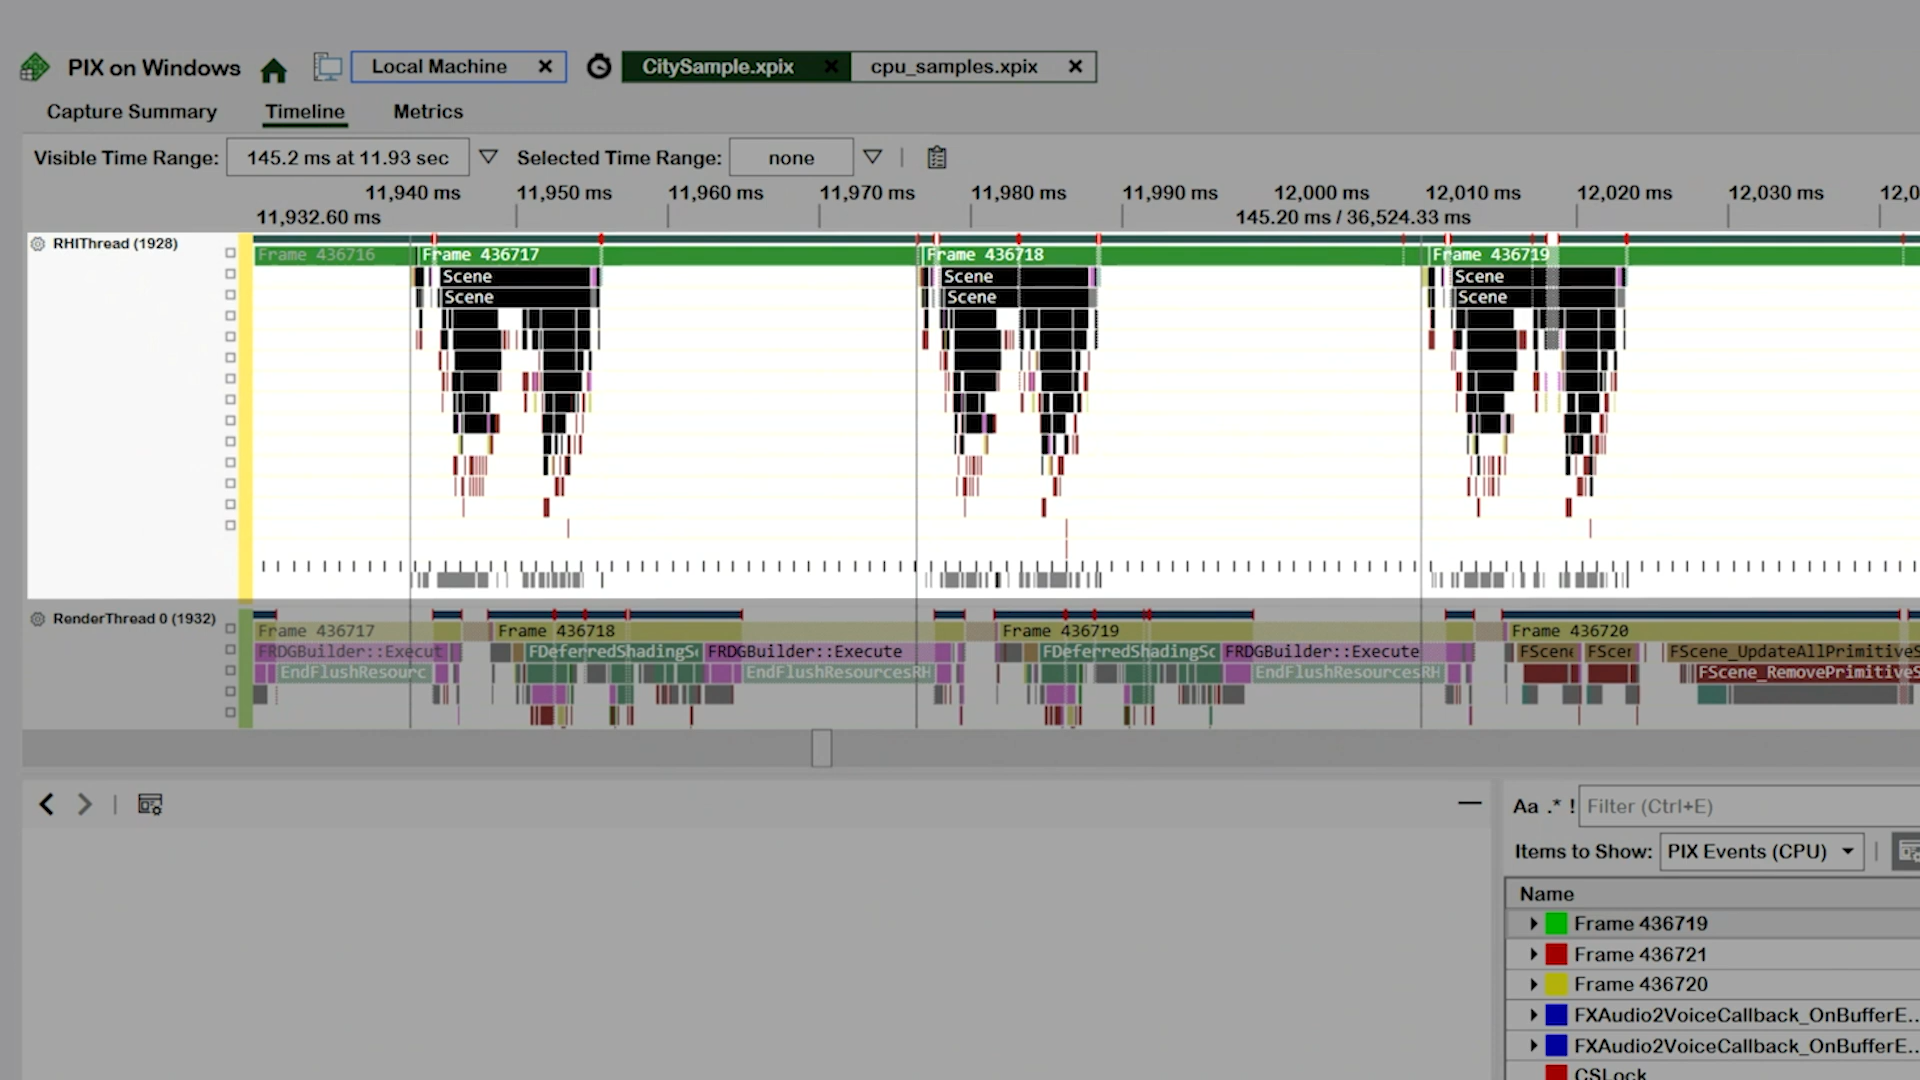 PIX on Windows Local Machine CitySample.xpix cpu_samples.xpix
Capture Summary Timeline Metrics
Visible Time Range: 145.2 ms at 11.93 sec Selected Time Range: none
11,940 ms 11,950 ms 11,960 ms 11,970 ms 11,980 ms 11,990 ms 12,000 ms 12,010 ms 12,020 ms 12,030 ms 12,0
11,932.60 ms 145.20 ms / 36,524.33 ms
RHIThread (1928)
Frame 436716 Frame 436717 Frame 436718 Frame 436719
Scene Scene Scene
Scene Scene Scene
RenderThread 0 (1932)
Frame 436717 Frame 436718 Frame 436719 Frame 436720
FRDGBuilder::Execut FDeferredShadingS FRDGBuilder::Execute FDeferredShadingSc FRDGBuilder::Execute FScene FScer FScene_UpdateAllPrimitiveS
EndFlushResourc EndFlushResourcesRH EndFlushResourcesRH FScene_RemovePrimitiveS
Aa .* ! Filter (Ctrl+E)
Items to Show: PIX Events (CPU)
Name
Frame 436719
Frame 436721
Frame 436720
FXAudio2VoiceCallback_OnBufferE...
FXAudio2VoiceCallback_OnBufferE...
CSLock